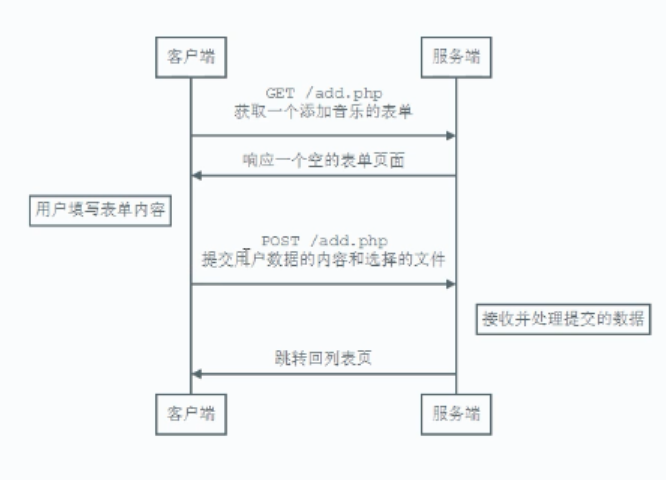 客户端
服务端
GET /add.php
获取一个添加音乐的表单
响应一个空的表单页面
用户填写表单内容
POST /add.php
提交用户数据的内容和选择的文件
接收并处理提交的数据
跳转回列表页
客户端
服务端